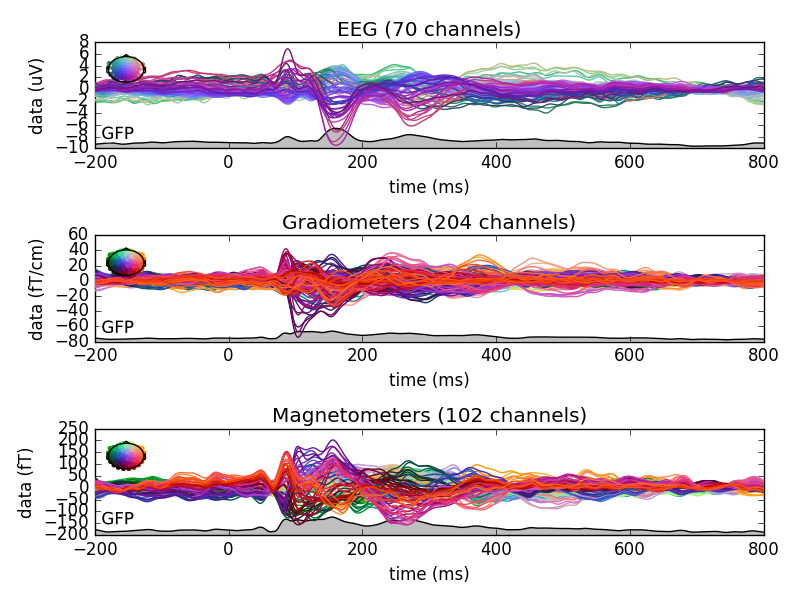 EEG (70 channels)
8
6
4
2
0
−2
−4
−6
−8
−10
data (uV)
GFP
−200 0 200 400 600 800
time (ms)
Gradiometers (204 channels)
60
40
20
0
−20
−40
−60
−80
data (fT/cm)
GFP
−200 0 200 400 600 800
time (ms)
Magnetometers (102 channels)
250
200
150
100
50
0
−50
−100
−150
−200
data (fT)
GFP
−200 0 200 400 600 800
time (ms)